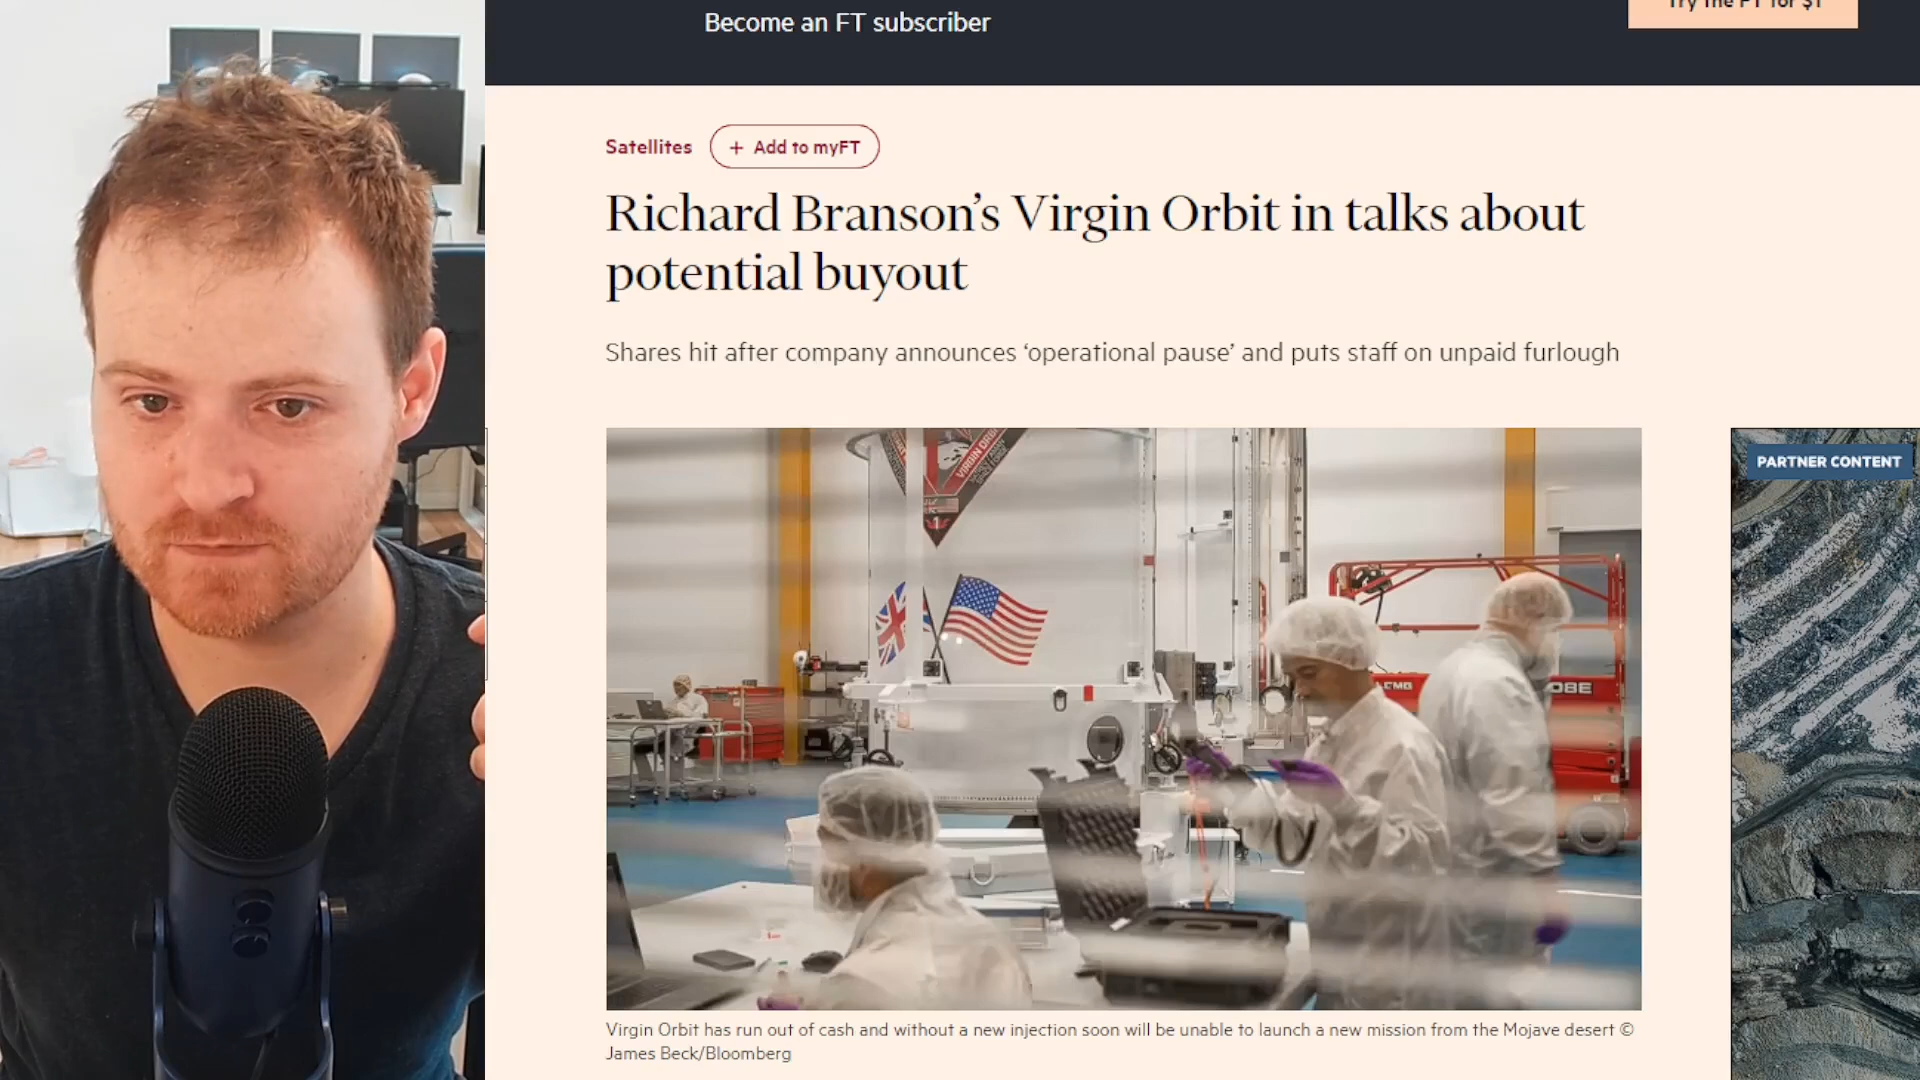 Become an FT subscriber
Try the FT for $1
Satellites
+ Add to myFT
Richard Branson’s Virgin Orbit in talks about
potential buyout
Shares hit after company announces ‘operational pause’ and puts staff on unpaid furlough
VIRGIN ORBIT
PARTNER CONTENT
Virgin Orbit has run out of cash and without a new injection soon will be unable to launch a new mission from the Mojave desert ©
James Beck/Bloomberg